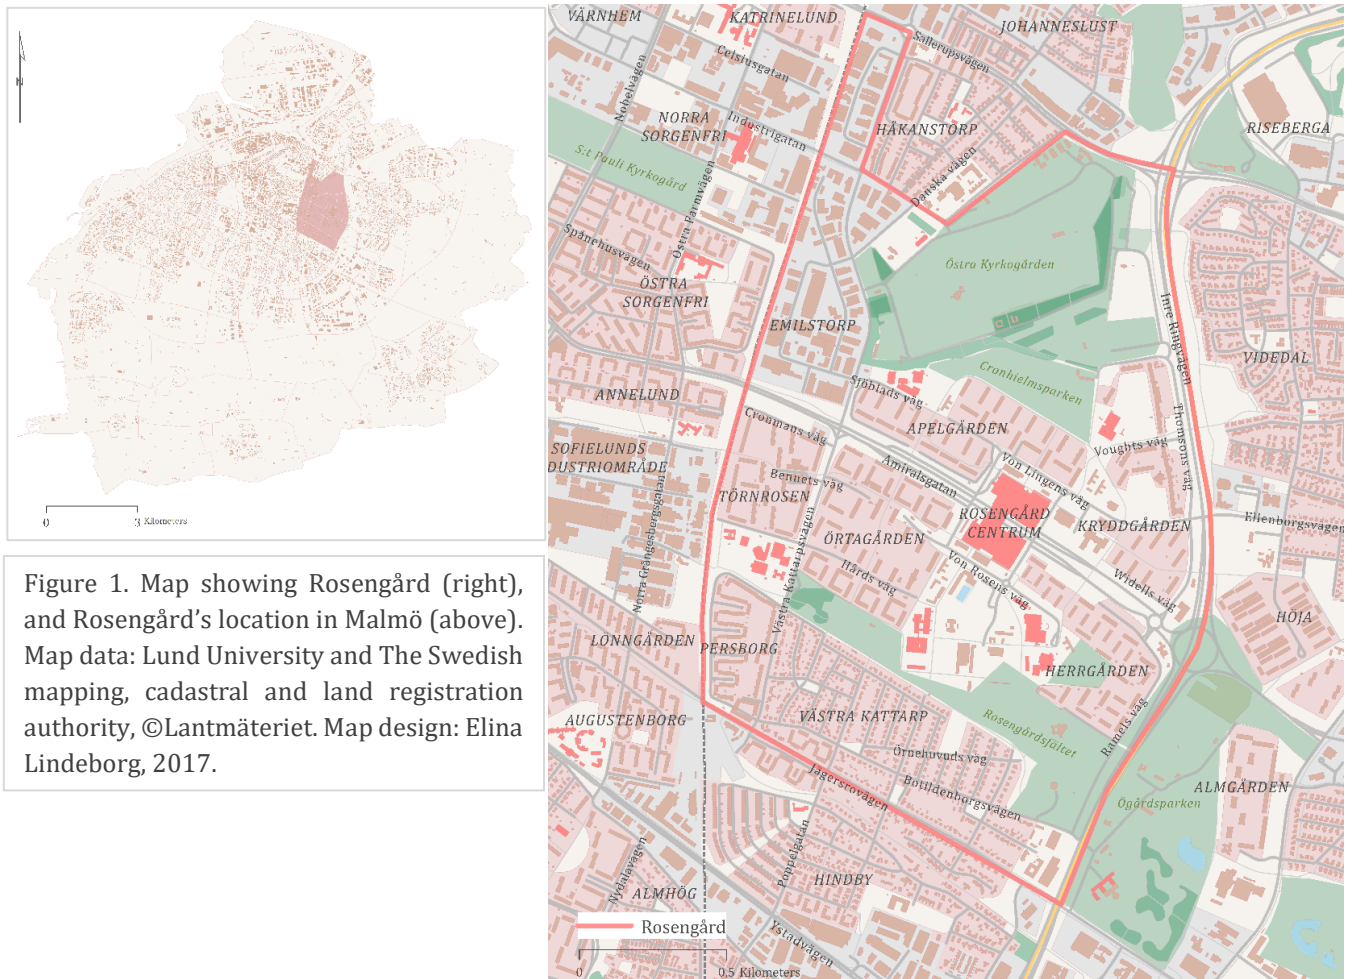 N
0 3 Kilometers
Figure 1. Map showing Rosengård (right),
and Rosengård's location in Malmö (above).
Map data: Lund University and The Swedish
mapping, cadastral and land registration
authority, ©Lantmäteriet. Map design: Elina
Lindeborg, 2017.
VÄRNHEM
KATRINELUND
JOHANNESLUST
Sallerupsvägen
Celsiusgatan
Nobelvägen
NORRA
SORGENFRI
Industrigatan
HÅKANSTORP
RISEBERGA
S:t Pauli Kyrkogård
Danska vägen
Östra Farmvägen
Spånehusvägen
Östra Kyrkogården
ÖSTRA
SORGENFRI
Inre Ringvägen
EMILSTORP
VIDEDAL
Cronhielmsparken
Sjöblads väg
ANNELUND
Cronmans väg
APELGÅRDEN
Thomsons väg
Voughts väg
SOFIELUNDS
DUSTRIOMRÅDE
Bennets väg
Amiralsgatan
Von Lingens väg
TÖRNROSEN
ROSENGÅRD
CENTRUM
KRYDDGÅRDEN
Ellenborgsvägen
Norra Grängesbergsgatan
Västra Kattarpsvägen
ÖRTAGÅRDEN
Hårds väg
Von Rosens väg
Widells väg
HÖJA
LÖNNGÅRDEN
PERSBORG
HERRGÅRDEN
AUGUSTENBORG
VÄSTRA KATTARP
Rosengårdsfältet
Ramels väg
Örnehuvuds väg
Jägersrovägen
Botildenborgsvägen
ALMGÅRDEN
Ögårdsparken
Nydalavägen
Poppelgatan
HINDBY
ALMHÖG
Rosengård
Ystadvägen
0 0.5 Kilometers